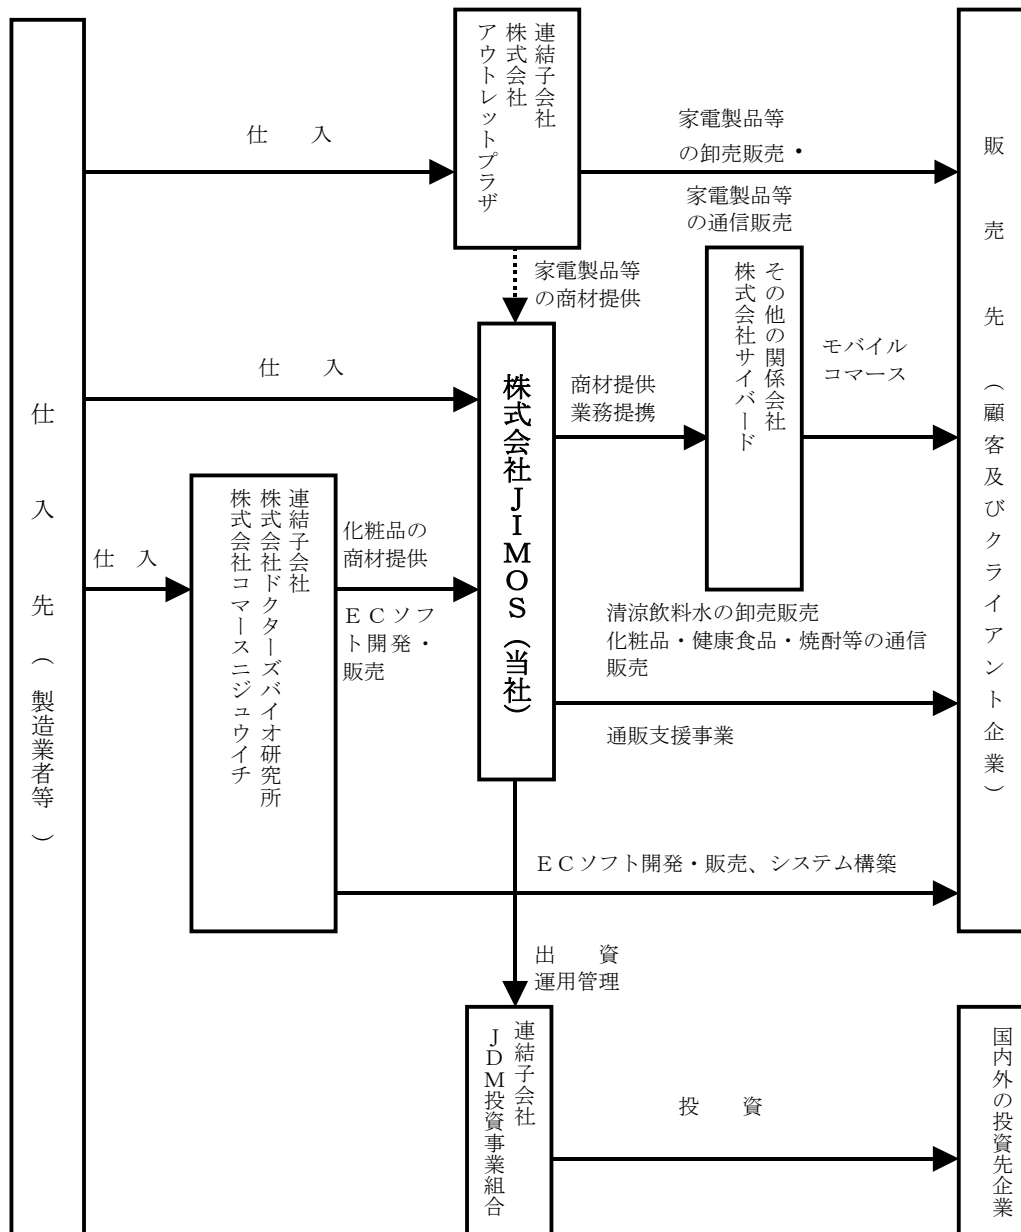 連結子会社
株式会社
アウトレットプラザ
仕　入
家電製品等
の卸売販売・
家電製品等
の通信販売
家電製品等
の商材提供
販売先（顧客及びクライアント企業）
仕入先（製造業者等）
仕　入
株式会社ＪＩＭＯＳ（当社）
商材提供
業務提携
その他の関係会社
株式会社サイバード
モバイル
コマース
仕　入
連結子会社
株式会社ドクターズバイオ研究所
株式会社コマースニジュウイチ
化粧品の
商材提供
ＥＣソフ
ト開発・
販売
清涼飲料水の卸売販売
化粧品・健康食品・焼酎等の通信
販売
通販支援事業
ＥＣソフト開発・販売、システム構築
出　　資
運用管理
連結子会社
ＪＤＭ投資事業組合
投　　資
国内外の投資先企業